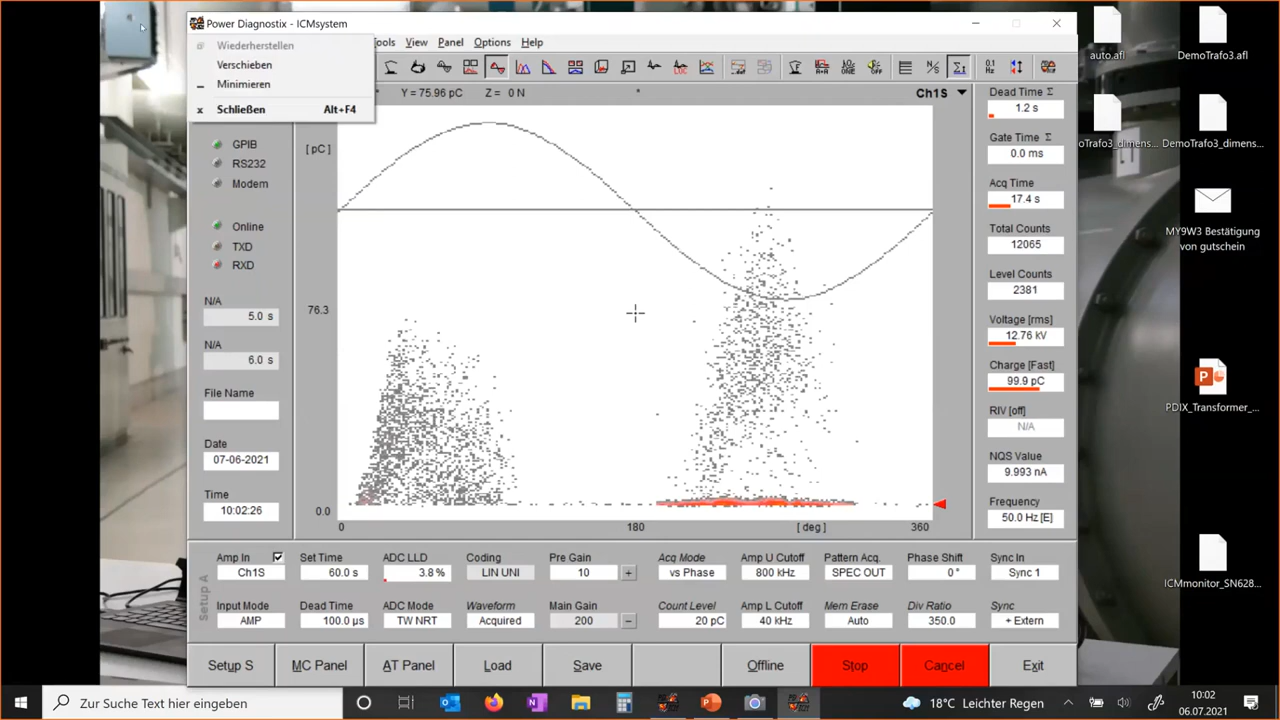 Power Diagnostix - ICMsystem
Wiederherstellen
Verschieben
Minimieren
Schließen Alt+F4
ools View Panel Options Help
Y = 75.96 pC Z = 0 N *
Ch1S
GPIB
RS232
Modem
Online
TXD
RXD
N/A
5.0 s
N/A
6.0 s
File Name
Date
07-06-2021
Time
10:02:26
[ pC ]
76.3
0.0
0 180 [ deg ] 360
Dead Time Σ
1.2 s
Gate Time Σ
0.0 ms
Acq Time
17.4 s
Total Counts
12065
Level Counts
2381
Voltage [rms]
12.76 kV
Charge [Fast]
99.9 pC
RIV [off]
N/A
NQS Value
9.993 nA
Frequency
50.0 Hz [E]
Setup A
Amp In Set Time ADC LLD Coding Pre Gain Acq Mode Amp U Cutoff Pattern Acq. Phase Shift Sync In
Ch1S 60.0 s 3.8 % LIN UNI 10 + vs Phase 800 kHz SPEC OUT 0 ° Sync 1
Input Mode Dead Time ADC Mode Waveform Main Gain Count Level Amp L Cutoff Mem Erase Div Ratio Sync
AMP 100.0 µs TW NRT Acquired 200 − 20 pC 40 kHz Auto 350.0 + Extern
Setup S MC Panel AT Panel Load Save Offline Stop Cancel Exit
auto.afl
DemoTrafo3.afl
oTrafo3_dimens...
DemoTrafo3_dimens...
MY9W3 Bestätigung
von gutschein
PDIX_Transformer_...
ICMmonitor_SN628...
Zur Suche Text hier eingeben
18°C Leichter Regen
10:02
06.07.2021